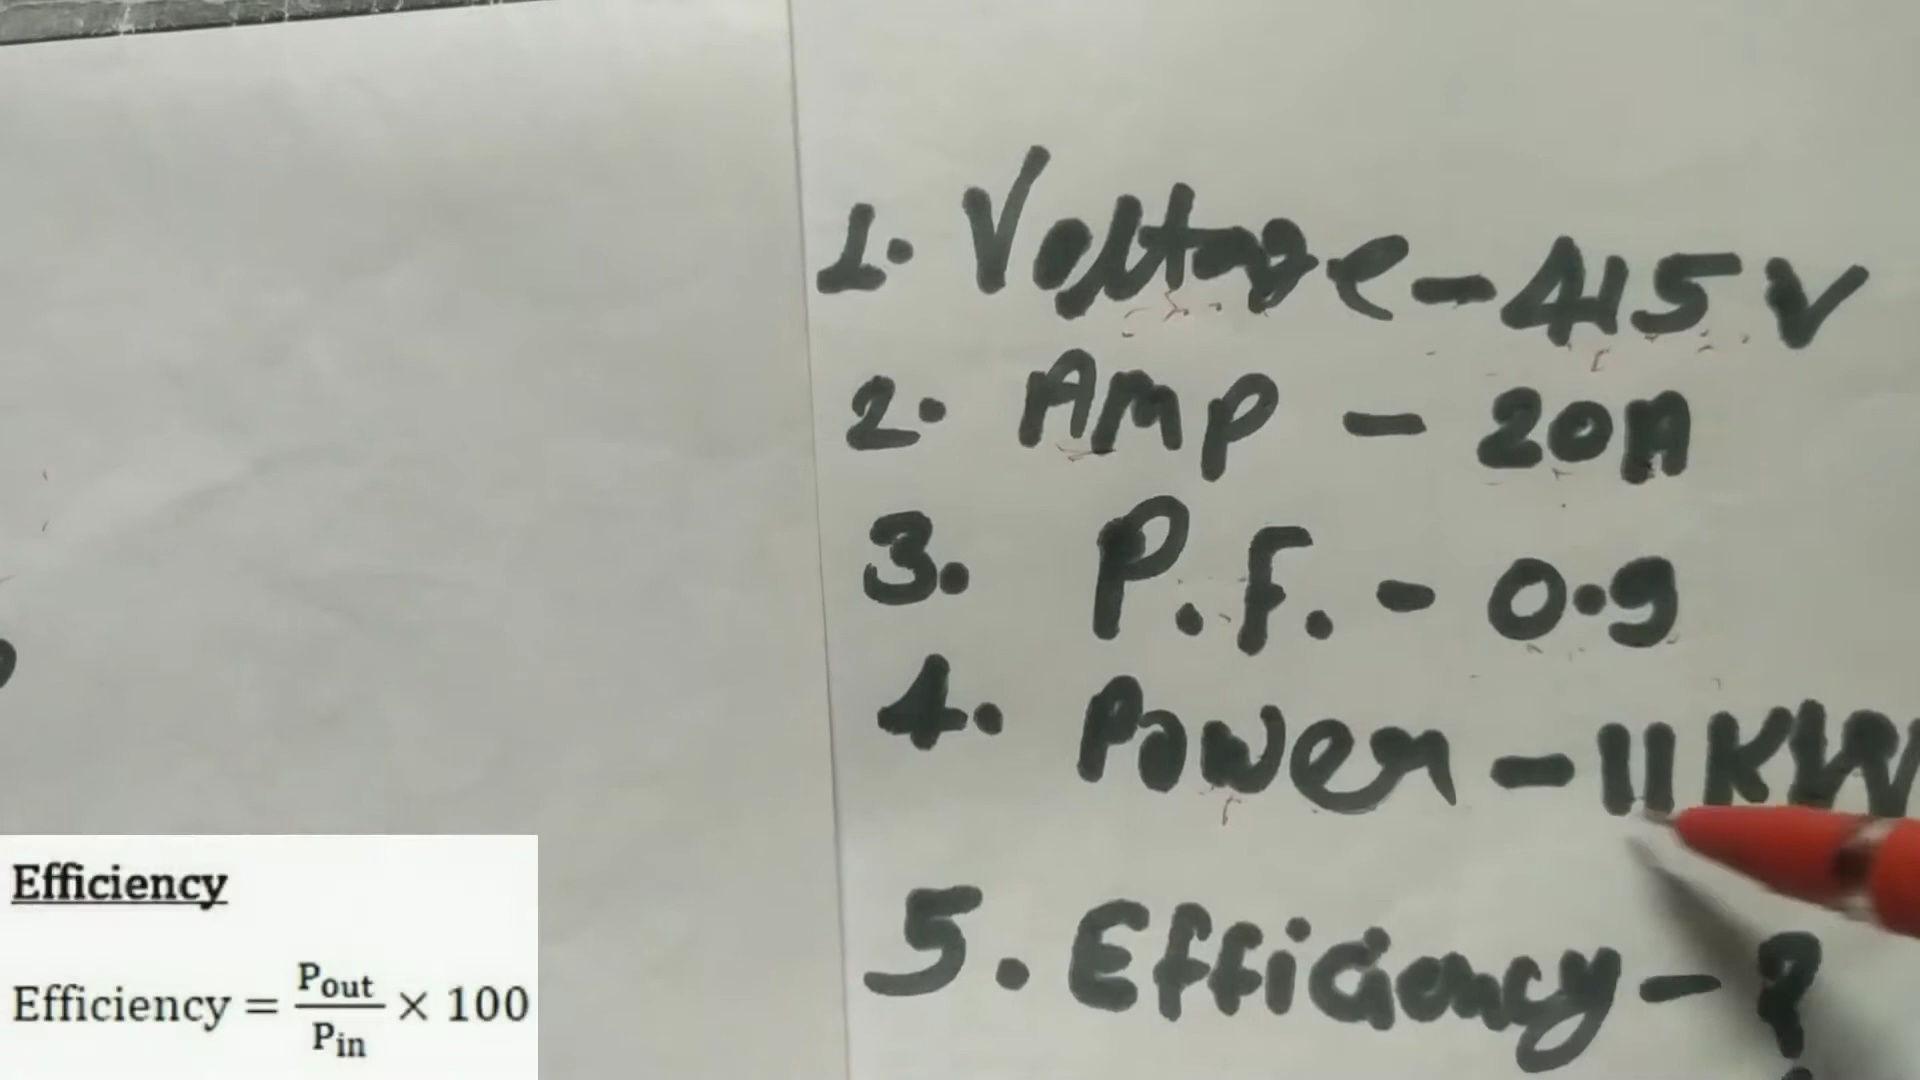 1. Voltage - 415 V
2. Amp - 20A
3. P.F. - 0.9
4. Power - 11 KW
5. Efficiency - ?
Efficiency
Efficiency = Pout / Pin × 100